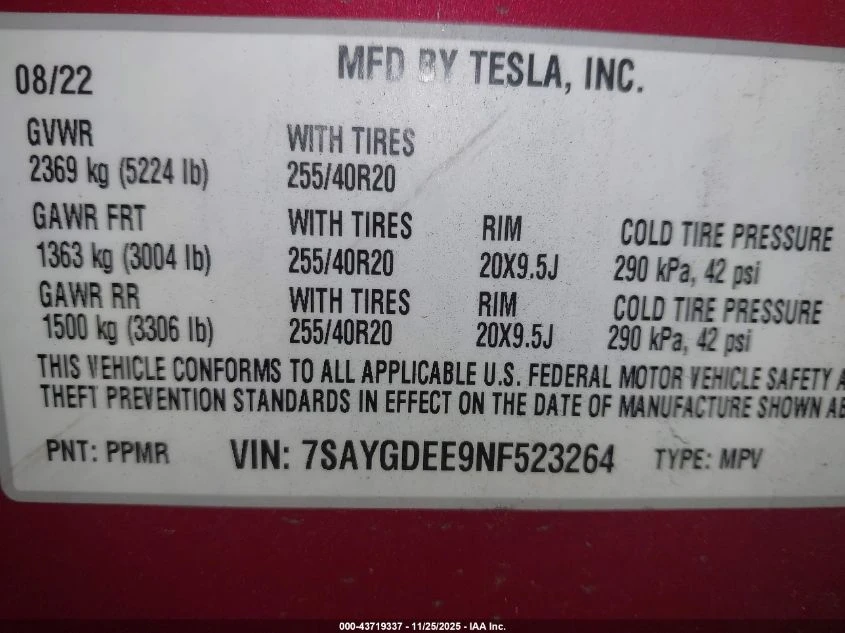 08/22
MFD BY TESLA, INC.
GVWR
2369 kg (5224 lb)
WITH TIRES
255/40R20
GAWR FRT
1363 kg (3004 lb)
WITH TIRES
255/40R20
RIM
20X9.5J
COLD TIRE PRESSURE
290 kPa, 42 psi
GAWR RR
1500 kg (3306 lb)
WITH TIRES
255/40R20
RIM
20X9.5J
COLD TIRE PRESSURE
290 kPa, 42 psi
THIS VEHICLE CONFORMS TO ALL APPLICABLE U.S. FEDERAL MOTOR VEHICLE SAFETY
THEFT PREVENTION STANDARDS IN EFFECT ON THE DATE OF MANUFACTURE SHOWN
PNT: PPMR
VIN: 7SAYGDEE9NF523264
TYPE: MPV
000-43719337 - 11/25/2025 - IAA Inc.